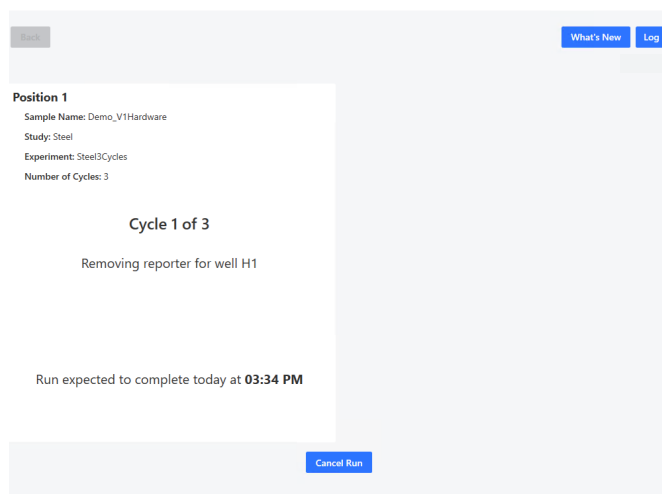 Back
What's New
Log
Position 1
Sample Name: Demo_V1Hardware
Study: Steel
Experiment: Steel3Cycles
Number of Cycles: 3
Cycle 1 of 3
Removing reporter for well H1
Run expected to complete today at 03:34 PM
Cancel Run